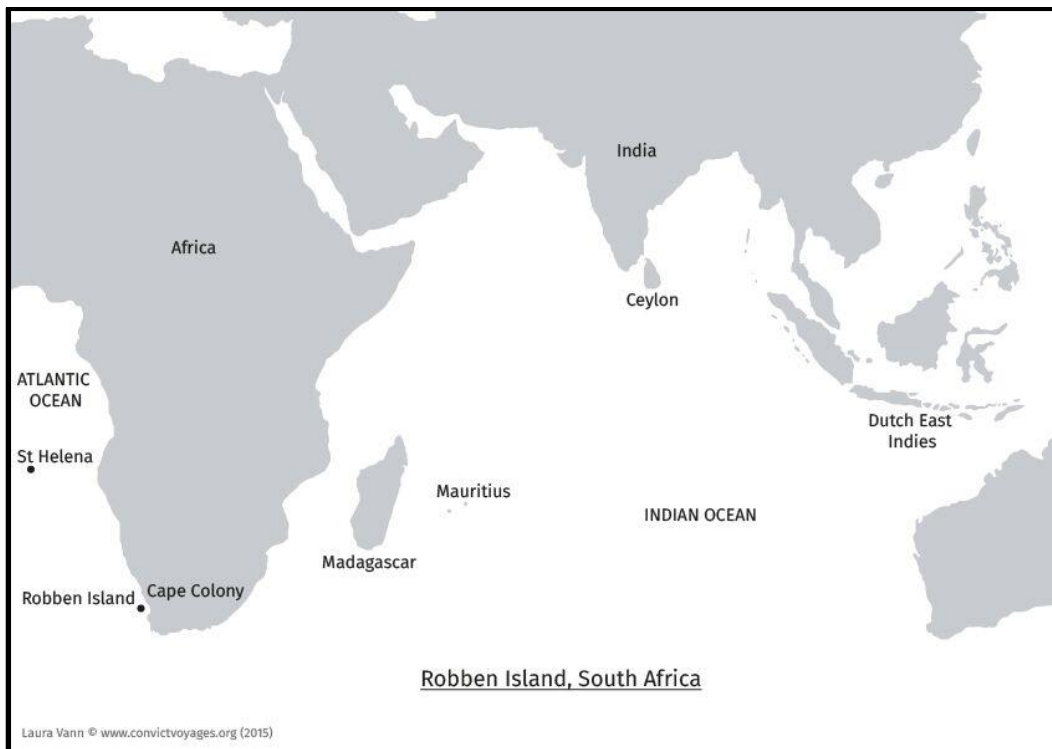 India
Africa
Ceylon
ATLANTIC
OCEAN
Dutch East
Indies
St Helena
Mauritius
INDIAN OCEAN
Madagascar
Robben Island
Cape Colony
Robben Island, South Africa
Laura Vann © www.convictvoyages.org (2015)